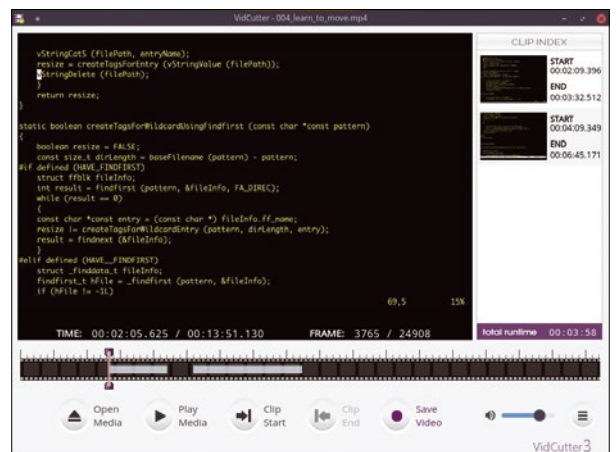 VidCutter - 004_learn_to_move.mp4
vStringCatS (filePath, entryName);
resize = createTagsForEntry (vStringValue (filePath));
vStringDelete (filePath);
}
return resize;
}
static boolean createTagsForWildcardUsingFindfirst (const char *const pattern)
{
boolean resize = FALSE;
const size_t dirLength = baseFilename (pattern) - pattern;
#if defined (HAVE_FINDFIRST)
struct ffblk fileInfo;
int result = findfirst (pattern, &fileInfo, FA_DIREC);
while (result == 0)
{
const char *const entry = (const char *) fileInfo.ff_name;
resize |= createTagsForWildcardEntry (pattern, dirLength, entry);
result = findnext (&fileInfo);
}
#elif defined (HAVE__FINDFIRST)
struct _finddata_t fileInfo;
findfirst_t hFile = _findfirst (pattern, &fileInfo);
if (hFile != -1L)
69,5 15%
TIME: 00:02:05.625 / 00:13:51.130 FRAME: 3765 / 24908
CLIP INDEX
START
00:02:09.396
END
00:03:32.512
START
00:04:09.349
END
00:06:45.171
total runtime 00:03:58
Open Media
Play Media
Clip Start
Clip End
Save Video
VidCutter3